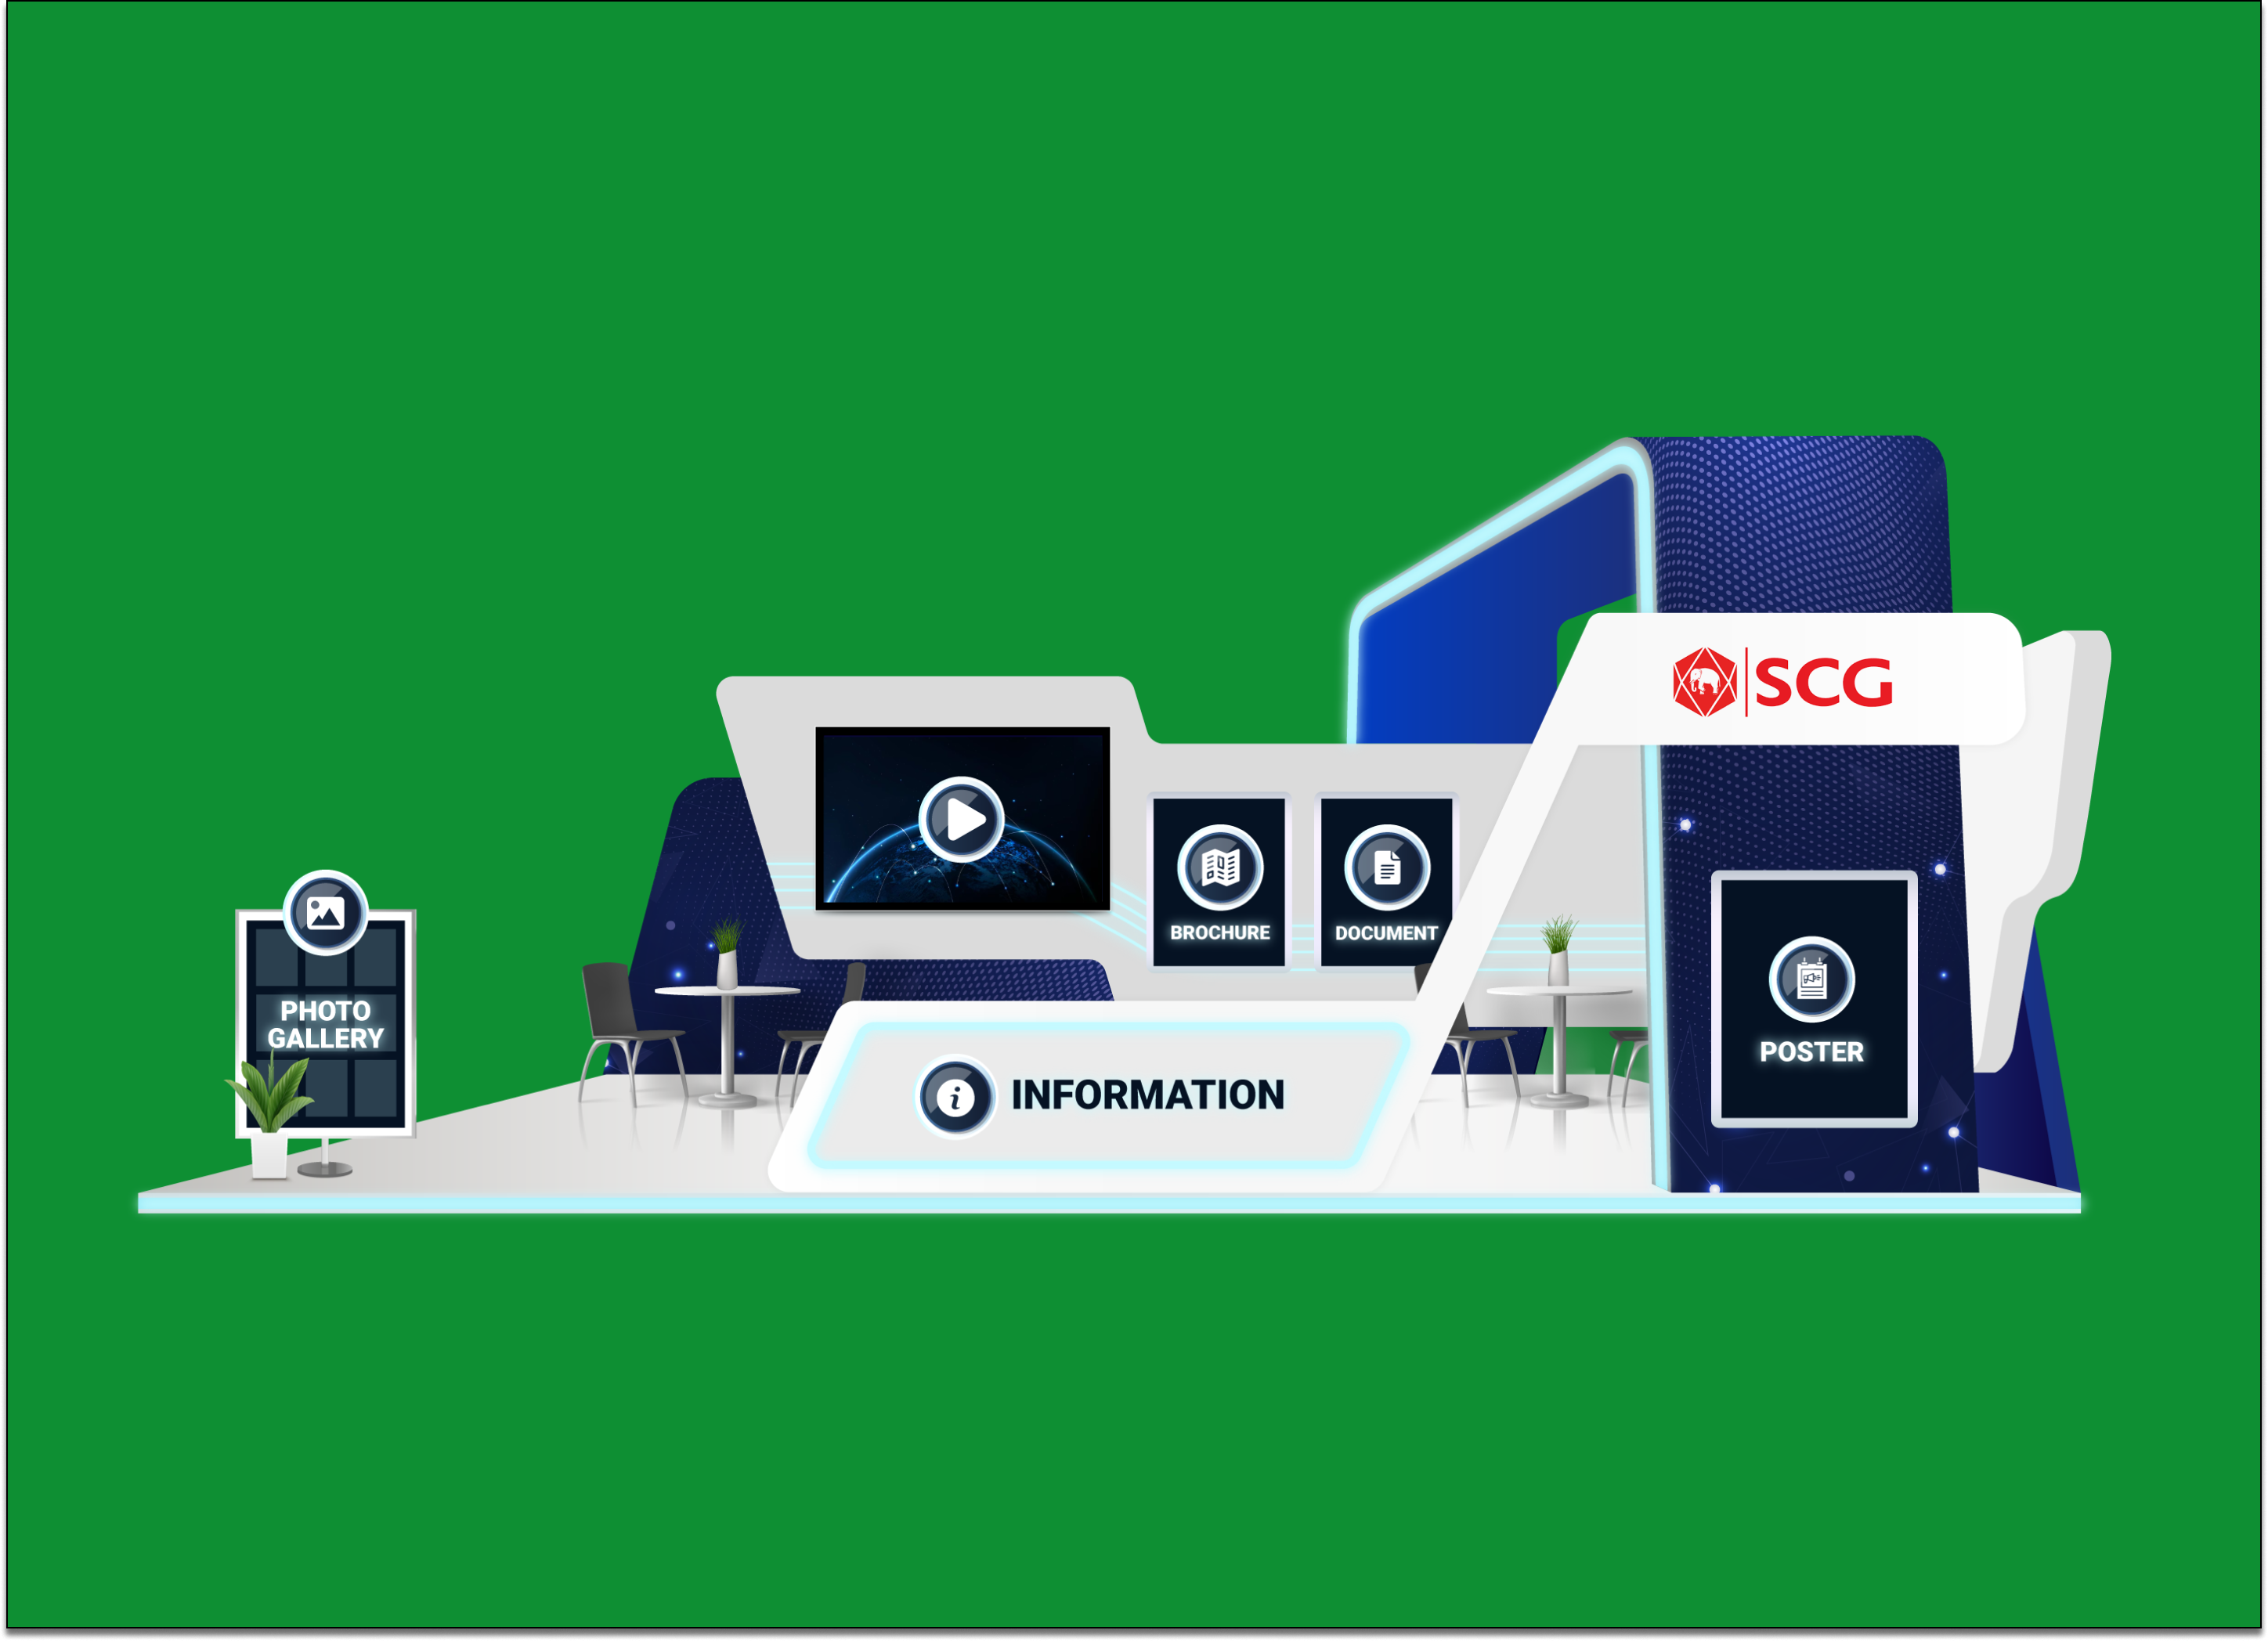 SCG
BROCHURE
DOCUMENT
PHOTO
GALLERY
POSTER
INFORMATION